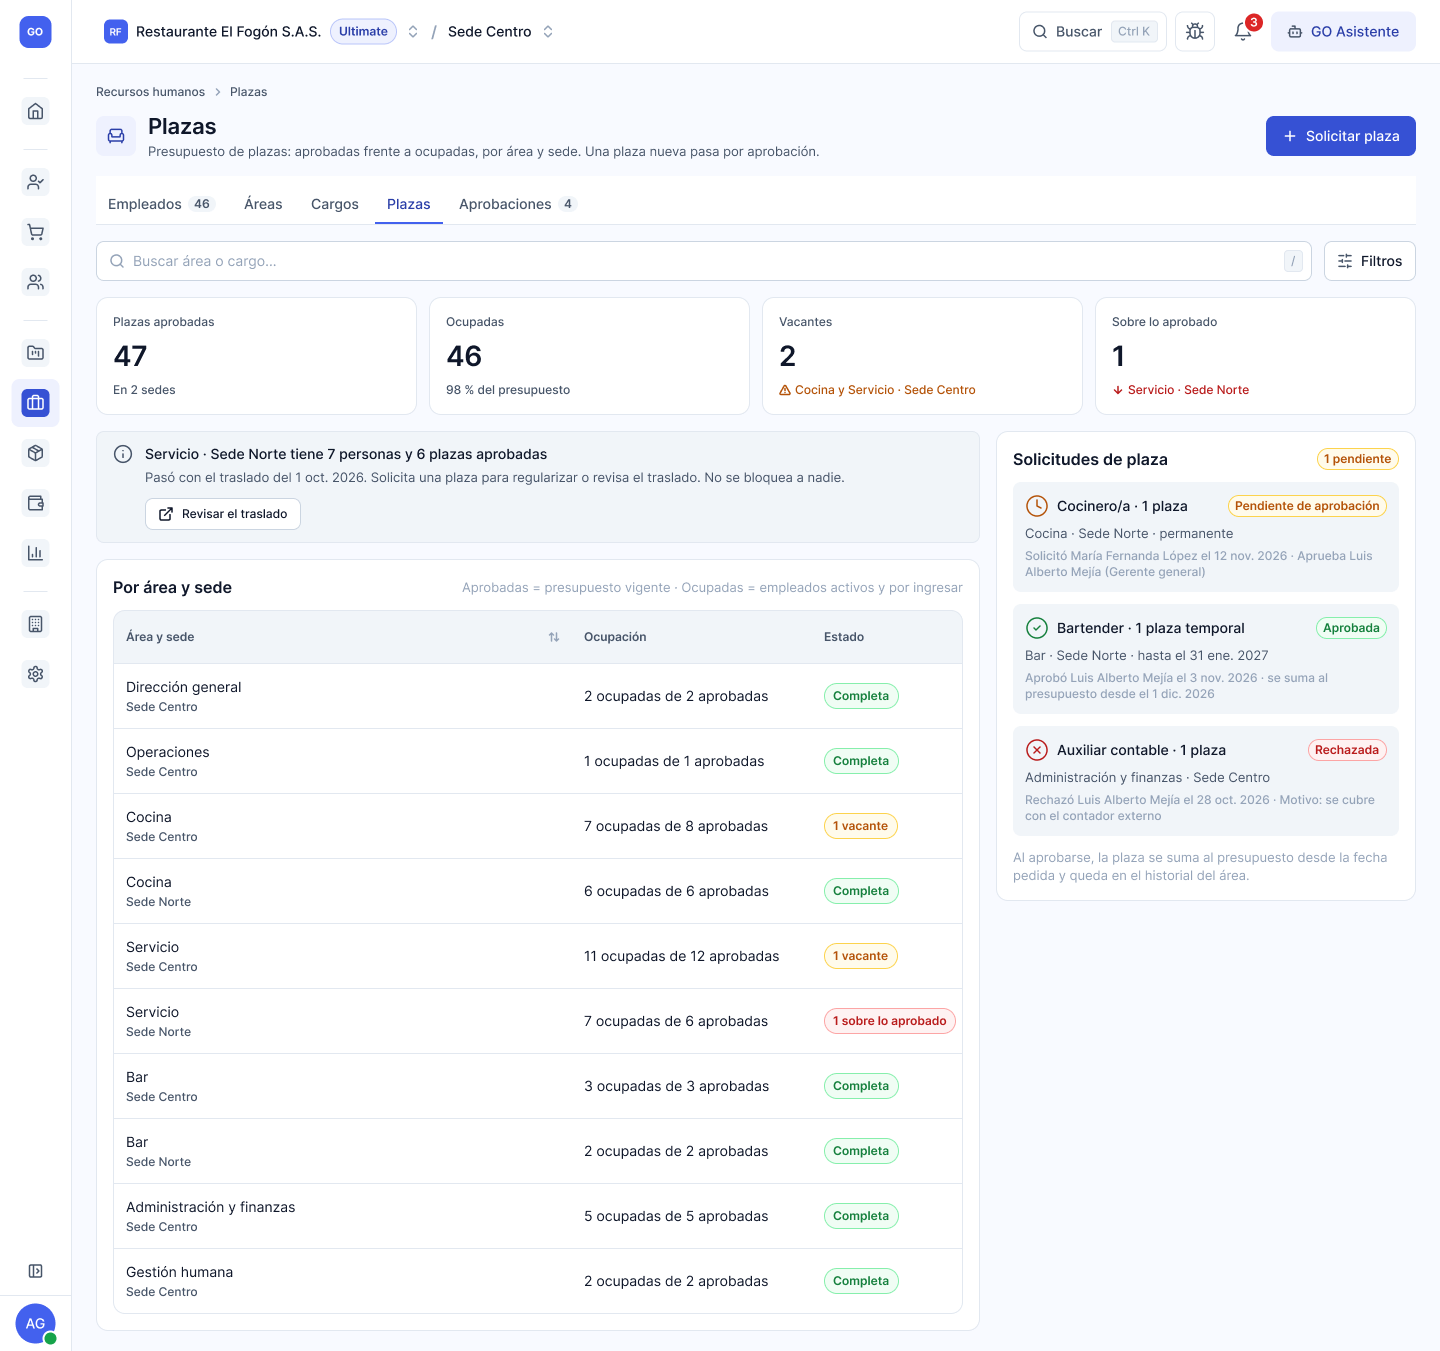 GO
RF
Restaurante El Fogón S.A.S.
Ultimate
/
Sede Centro
Buscar
Ctrl K
3
GO Asistente
Recursos humanos
Plazas
Plazas
Presupuesto de plazas: aprobadas frente a ocupadas, por área y sede. Una plaza nueva pasa por aprobación.
Solicitar plaza
Empleados 46
Áreas
Cargos
Plazas
Aprobaciones 4
Buscar área o cargo...
/
Filtros
Plazas aprobadas
47
En 2 sedes
Ocupadas
46
98 % del presupuesto
Vacantes
2
Cocina y Servicio · Sede Centro
Sobre lo aprobado
1
Servicio · Sede Norte
Servicio · Sede Norte tiene 7 personas y 6 plazas aprobadas
Pasó con el traslado del 1 oct. 2026. Solicita una plaza para regularizar o revisa el traslado. No se bloquea a nadie.
Revisar el traslado
Por área y sede
Aprobadas = presupuesto vigente · Ocupadas = empleados activos y por ingresar
Área y sede
Ocupación
Estado
Dirección general
Sede Centro
2 ocupadas de 2 aprobadas
Completa
Operaciones
Sede Centro
1 ocupadas de 1 aprobadas
Completa
Cocina
Sede Centro
7 ocupadas de 8 aprobadas
1 vacante
Cocina
Sede Norte
6 ocupadas de 6 aprobadas
Completa
Servicio
Sede Centro
11 ocupadas de 12 aprobadas
1 vacante
Servicio
Sede Norte
7 ocupadas de 6 aprobadas
1 sobre lo aprobado
Bar
Sede Centro
3 ocupadas de 3 aprobadas
Completa
Bar
Sede Norte
2 ocupadas de 2 aprobadas
Completa
Administración y finanzas
Sede Centro
5 ocupadas de 5 aprobadas
Completa
Gestión humana
Sede Centro
2 ocupadas de 2 aprobadas
Completa
Solicitudes de plaza
1 pendiente
Cocinero/a · 1 plaza
Pendiente de aprobación
Cocina · Sede Norte · permanente
Solicitó María Fernanda López el 12 nov. 2026 · Aprueba Luis
Alberto Mejía (Gerente general)
Bartender · 1 plaza temporal
Aprobada
Bar · Sede Norte · hasta el 31 ene. 2027
Aprobó Luis Alberto Mejía el 3 nov. 2026 · se suma al
presupuesto desde el 1 dic. 2026
Auxiliar contable · 1 plaza
Rechazada
Administración y finanzas · Sede Centro
Rechazó Luis Alberto Mejía el 28 oct. 2026 · Motivo: se cubre
con el contador externo
Al aprobarse, la plaza se suma al presupuesto desde la fecha
pedida y queda en el historial del área.
AG